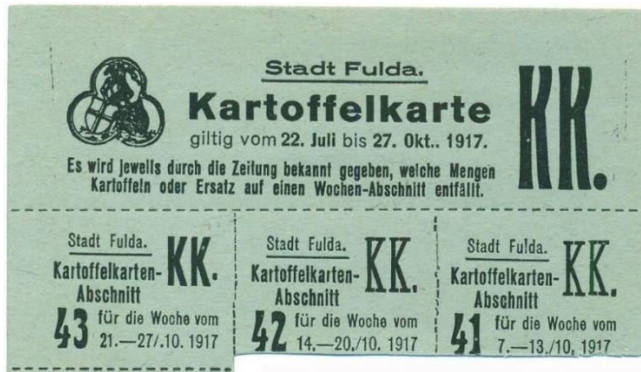 Stadt Fulda.
Kartoffelkarte
KK.
giltig vom 22. Juli bis 27. Okt.. 1917.
Es wird jeweils durch die Zeitung bekannt gegeben, welche Mengen
Kartoffeln oder Ersatz auf einen Wochen-Abschnitt entfällt.
Stadt Fulda.
Kartoffelkarten-
Abschnitt
KK.
43 für die Woche vom
21.—27/.10. 1917
Stadt Fulda.
Kartoffelkarten-
Abschnitt
KK.
42 für die Woche vom
14.—20./10. 1917
Stadt Fulda.
Kartoffelkarten-
Abschnitt
KK.
41 für die Woche vom
7.—13./10. 1917